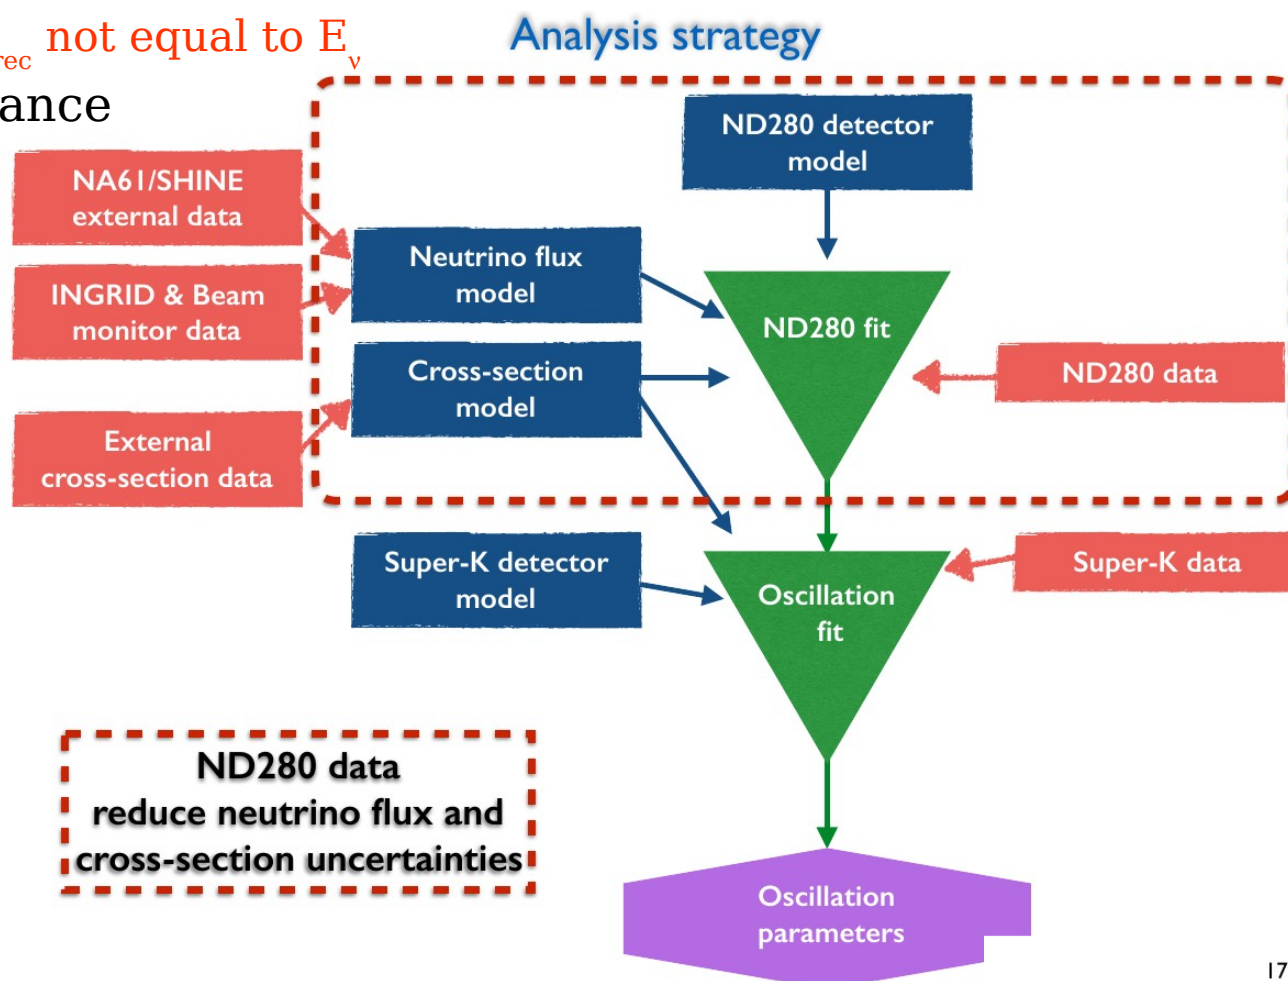 rec not equal to Eν
ance
Analysis strategy
ND280 detector
model
NA61/SHINE
external data
Neutrino flux
model
INGRID & Beam
monitor data
ND280 fit
Cross-section
model
ND280 data
External
cross-section data
Super-K detector
model
Super-K data
Oscillation
fit
ND280 data
reduce neutrino flux and
cross-section uncertainties
Oscillation
parameters
17